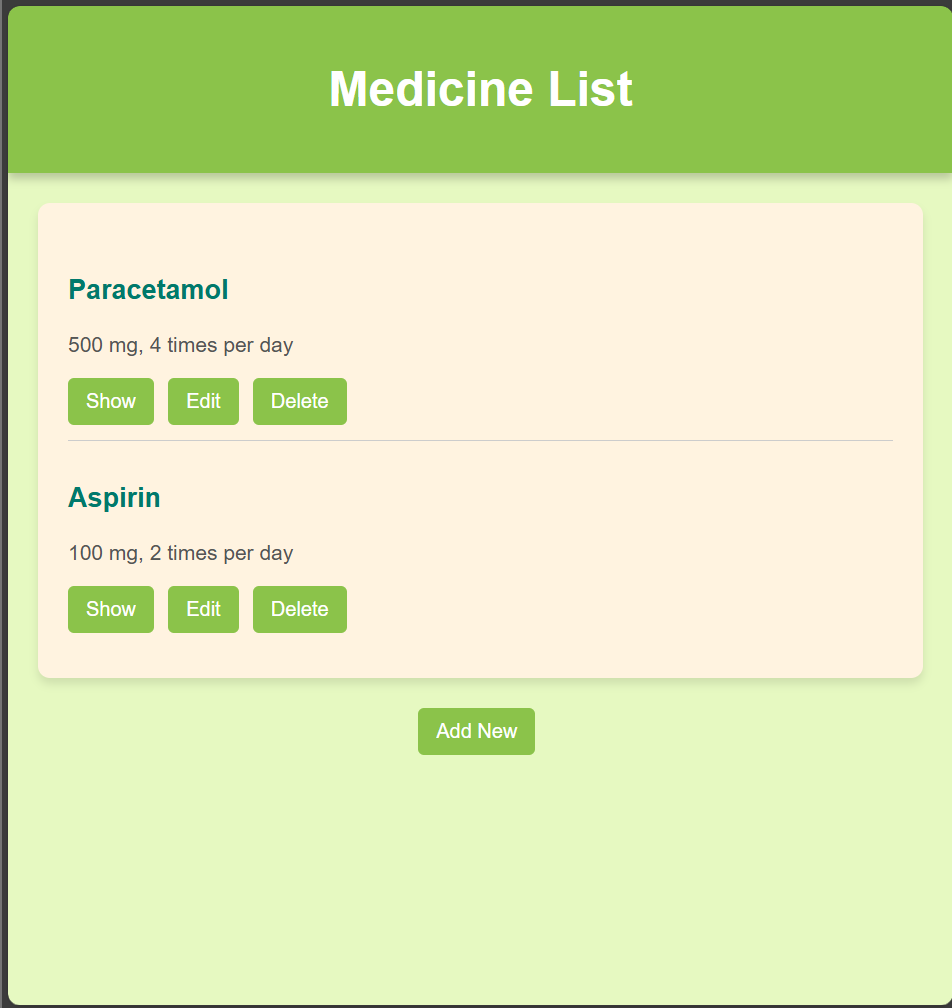 Medicine List
Paracetamol
500 mg, 4 times per day
Show Edit Delete
Aspirin
100 mg, 2 times per day
Show Edit Delete
Add New